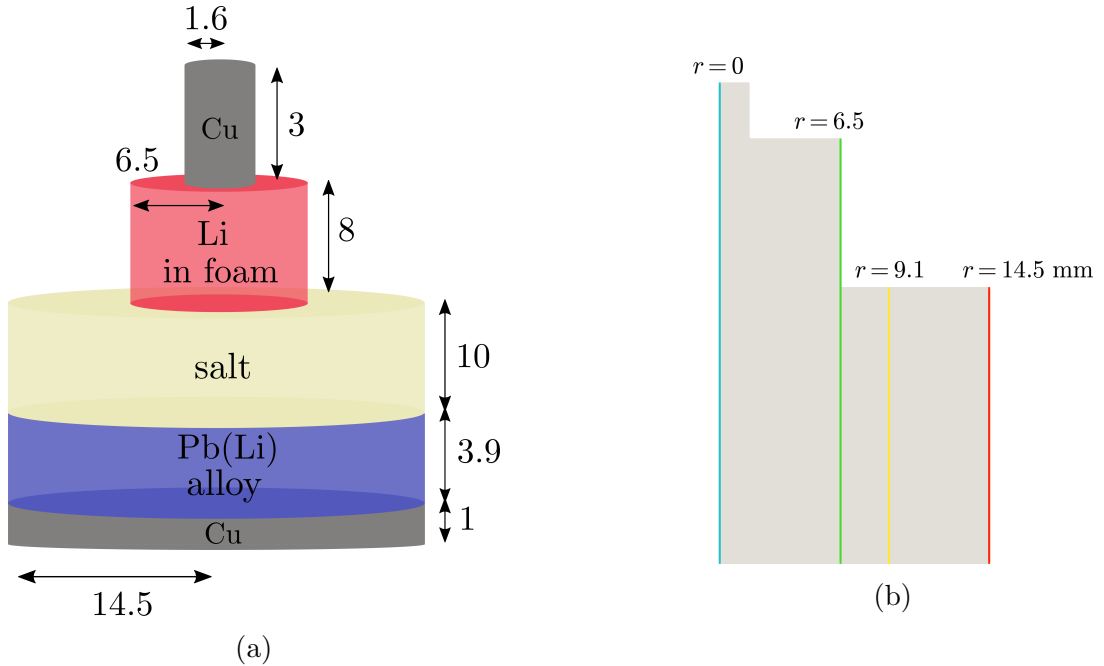 1.6
Cu
3
6.5
Li
in foam
8
salt
10
Pb(Li)
alloy
3.9
Cu
1
14.5
(a)
r = 0
r = 6.5
r = 9.1
r = 14.5 mm
(b)